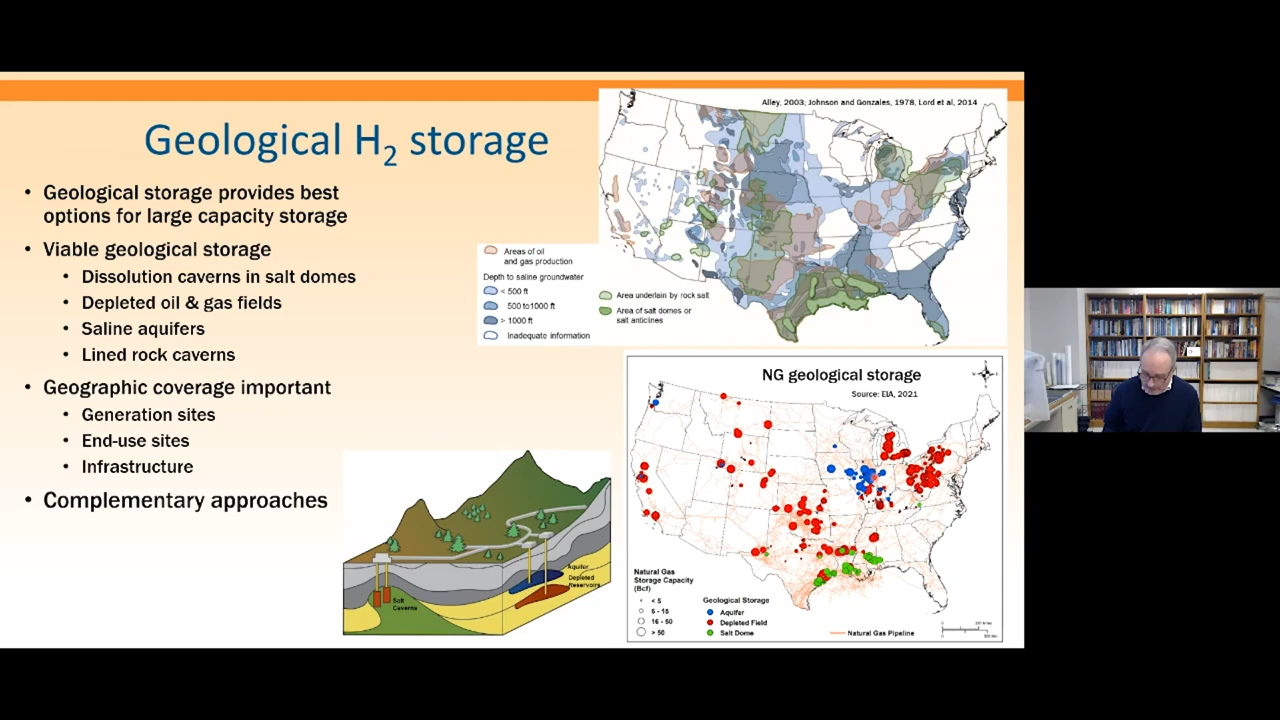 Geological H₂ storage
• Geological storage provides best
options for large capacity storage
• Viable geological storage
• Dissolution caverns in salt domes
• Depleted oil & gas fields
• Saline aquifers
• Lined rock caverns
• Geographic coverage important
• Generation sites
• End-use sites
• Infrastructure
• Complementary approaches
Alley, 2003; Johnson and Gonzales, 1978, Lord et al, 2014
Areas of oil
and gas production
Depth to saline groundwater
< 500 ft
500 to1000 ft
> 1000 ft
Inadequate information
Area underlain by rock salt
Area of salt domes or
salt anticlines
Aquifer
Depleted
Reservoirs
Salt
Caverns
NG geological storage
Source: EIA, 2021
Natural Gas
Storage Capacity
(Bcf)
< 5
6 - 15
16 - 50
> 50
Geological Storage
Aquifer
Depleted Field
Salt Dome
Natural Gas Pipeline